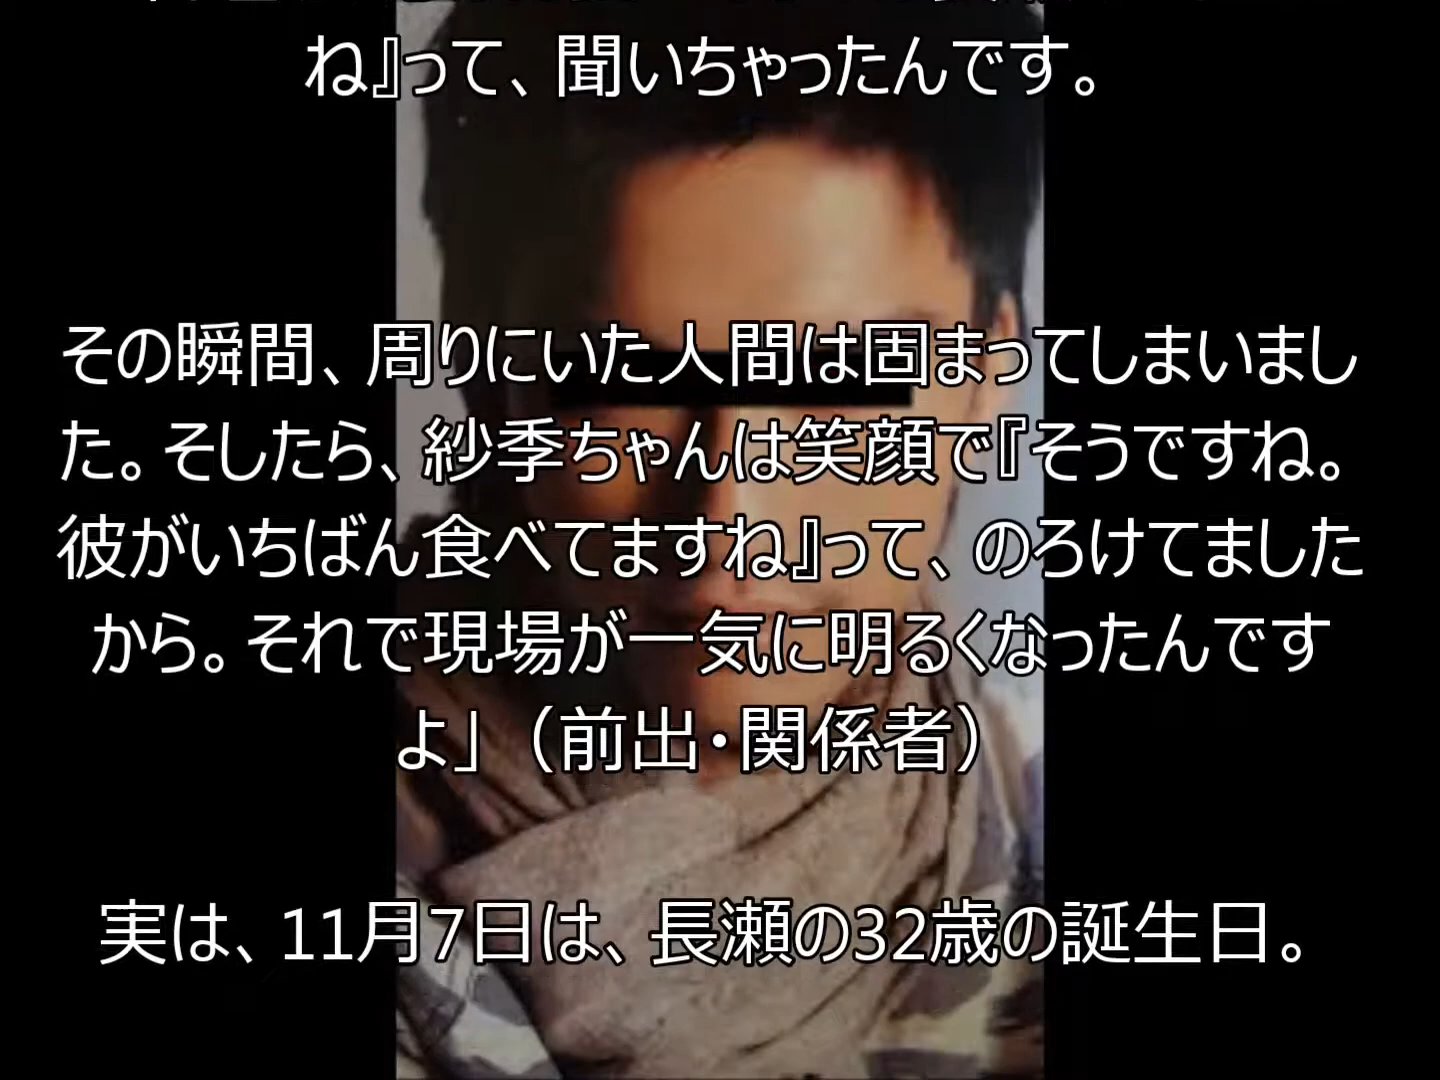 ね』って、聞いちゃったんです。
その瞬間、周りにいた人間は固まってしまいまし
た。そしたら、紗季ちゃんは笑顔で『そうですね。
彼がいちばん食べてますね』って、のろけてました
から。それで現場が一気に明るくなったんです
よ」（前出・関係者）
実は、11月7日は、長瀬の32歳の誕生日。